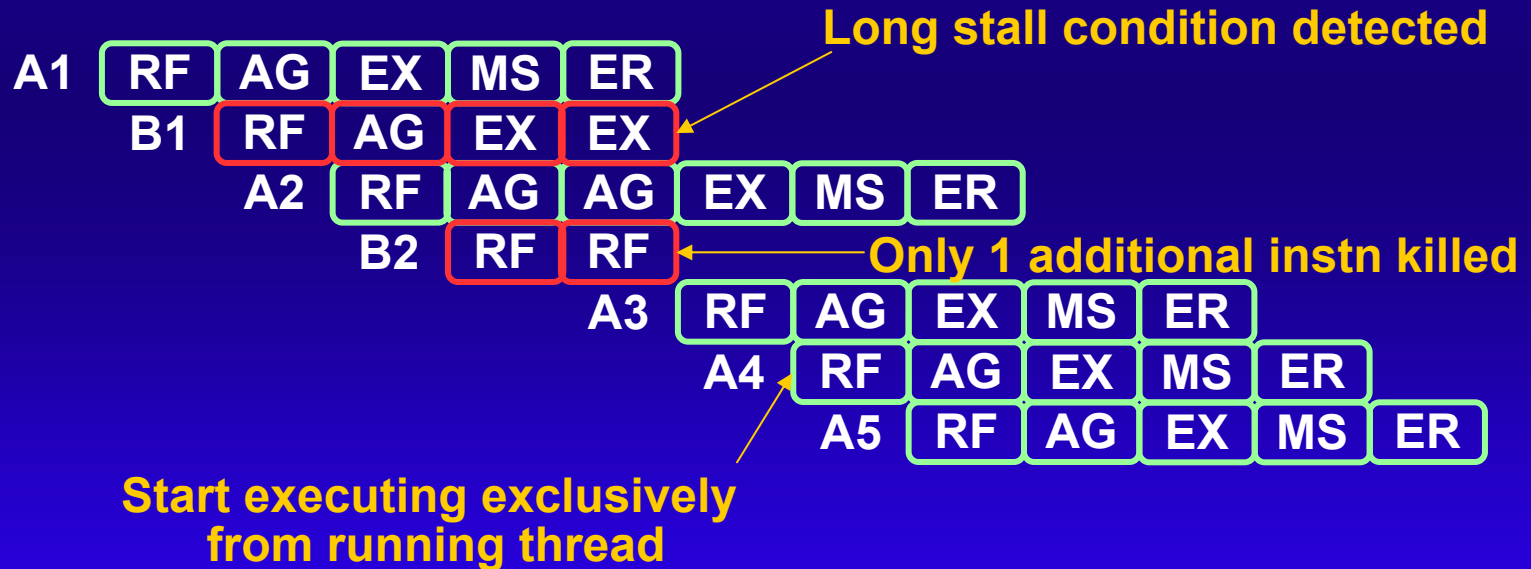 Long stall condition detected
A1 RF AG EX MS ER
B1 RF AG EX EX
A2 RF AG AG EX MS ER
B2 RF RF
Only 1 additional instn killed
A3 RF AG EX MS ER
A4 RF AG EX MS ER
A5 RF AG EX MS ER
Start executing exclusively
from running thread